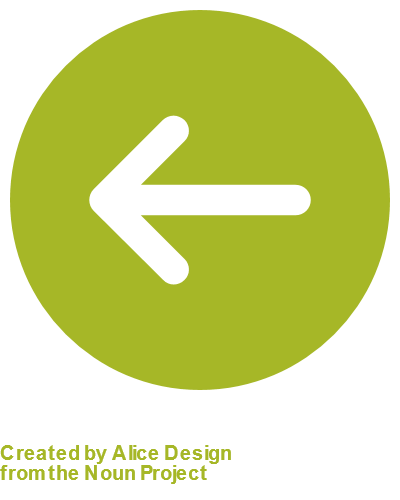 Created by Alice Design
from the Noun Project